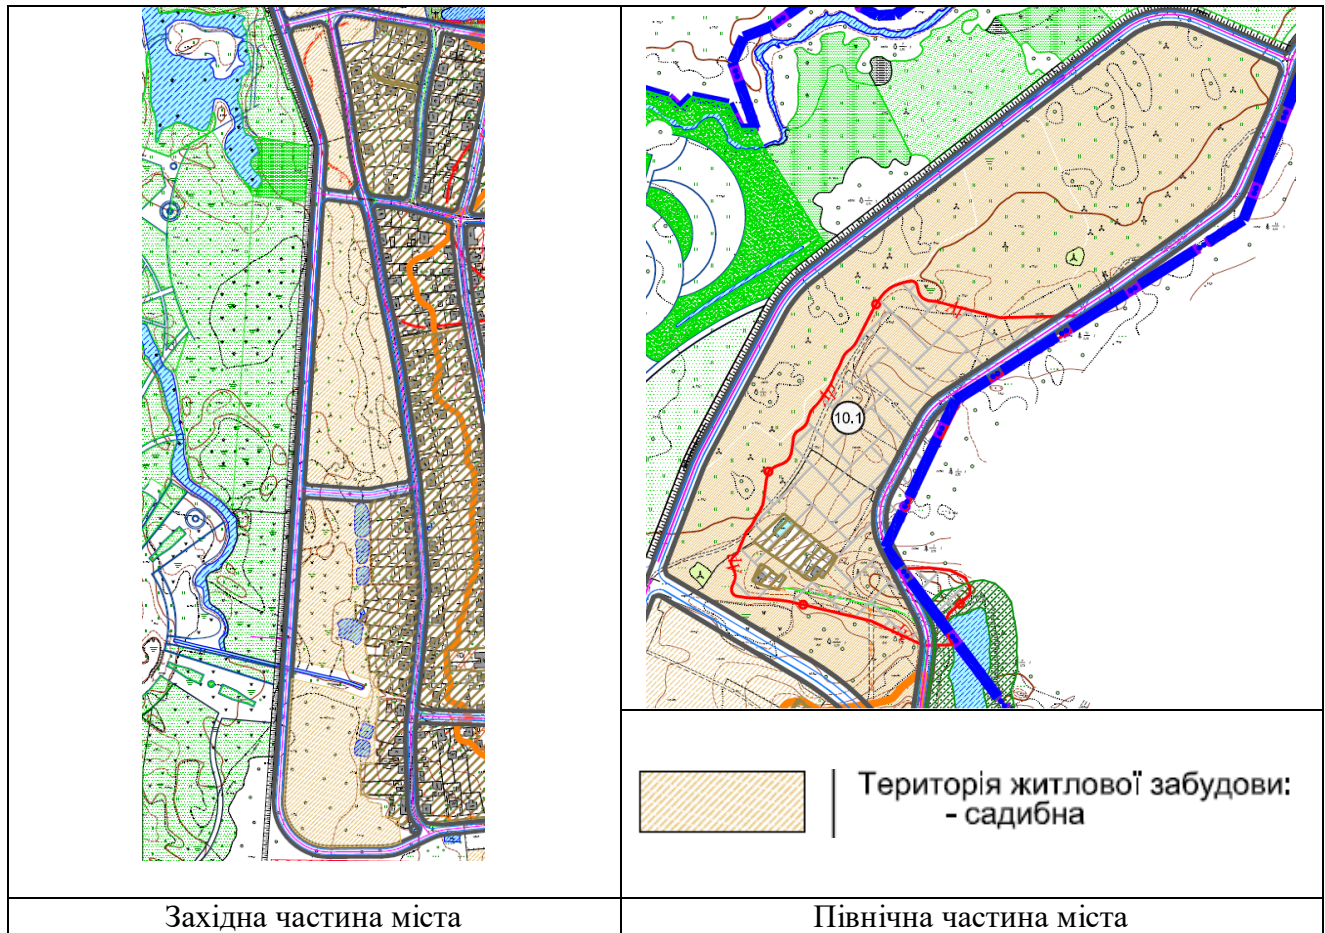 10.1
Територія житлової забудови:
- садибна
Західна частина міста
Північна частина міста